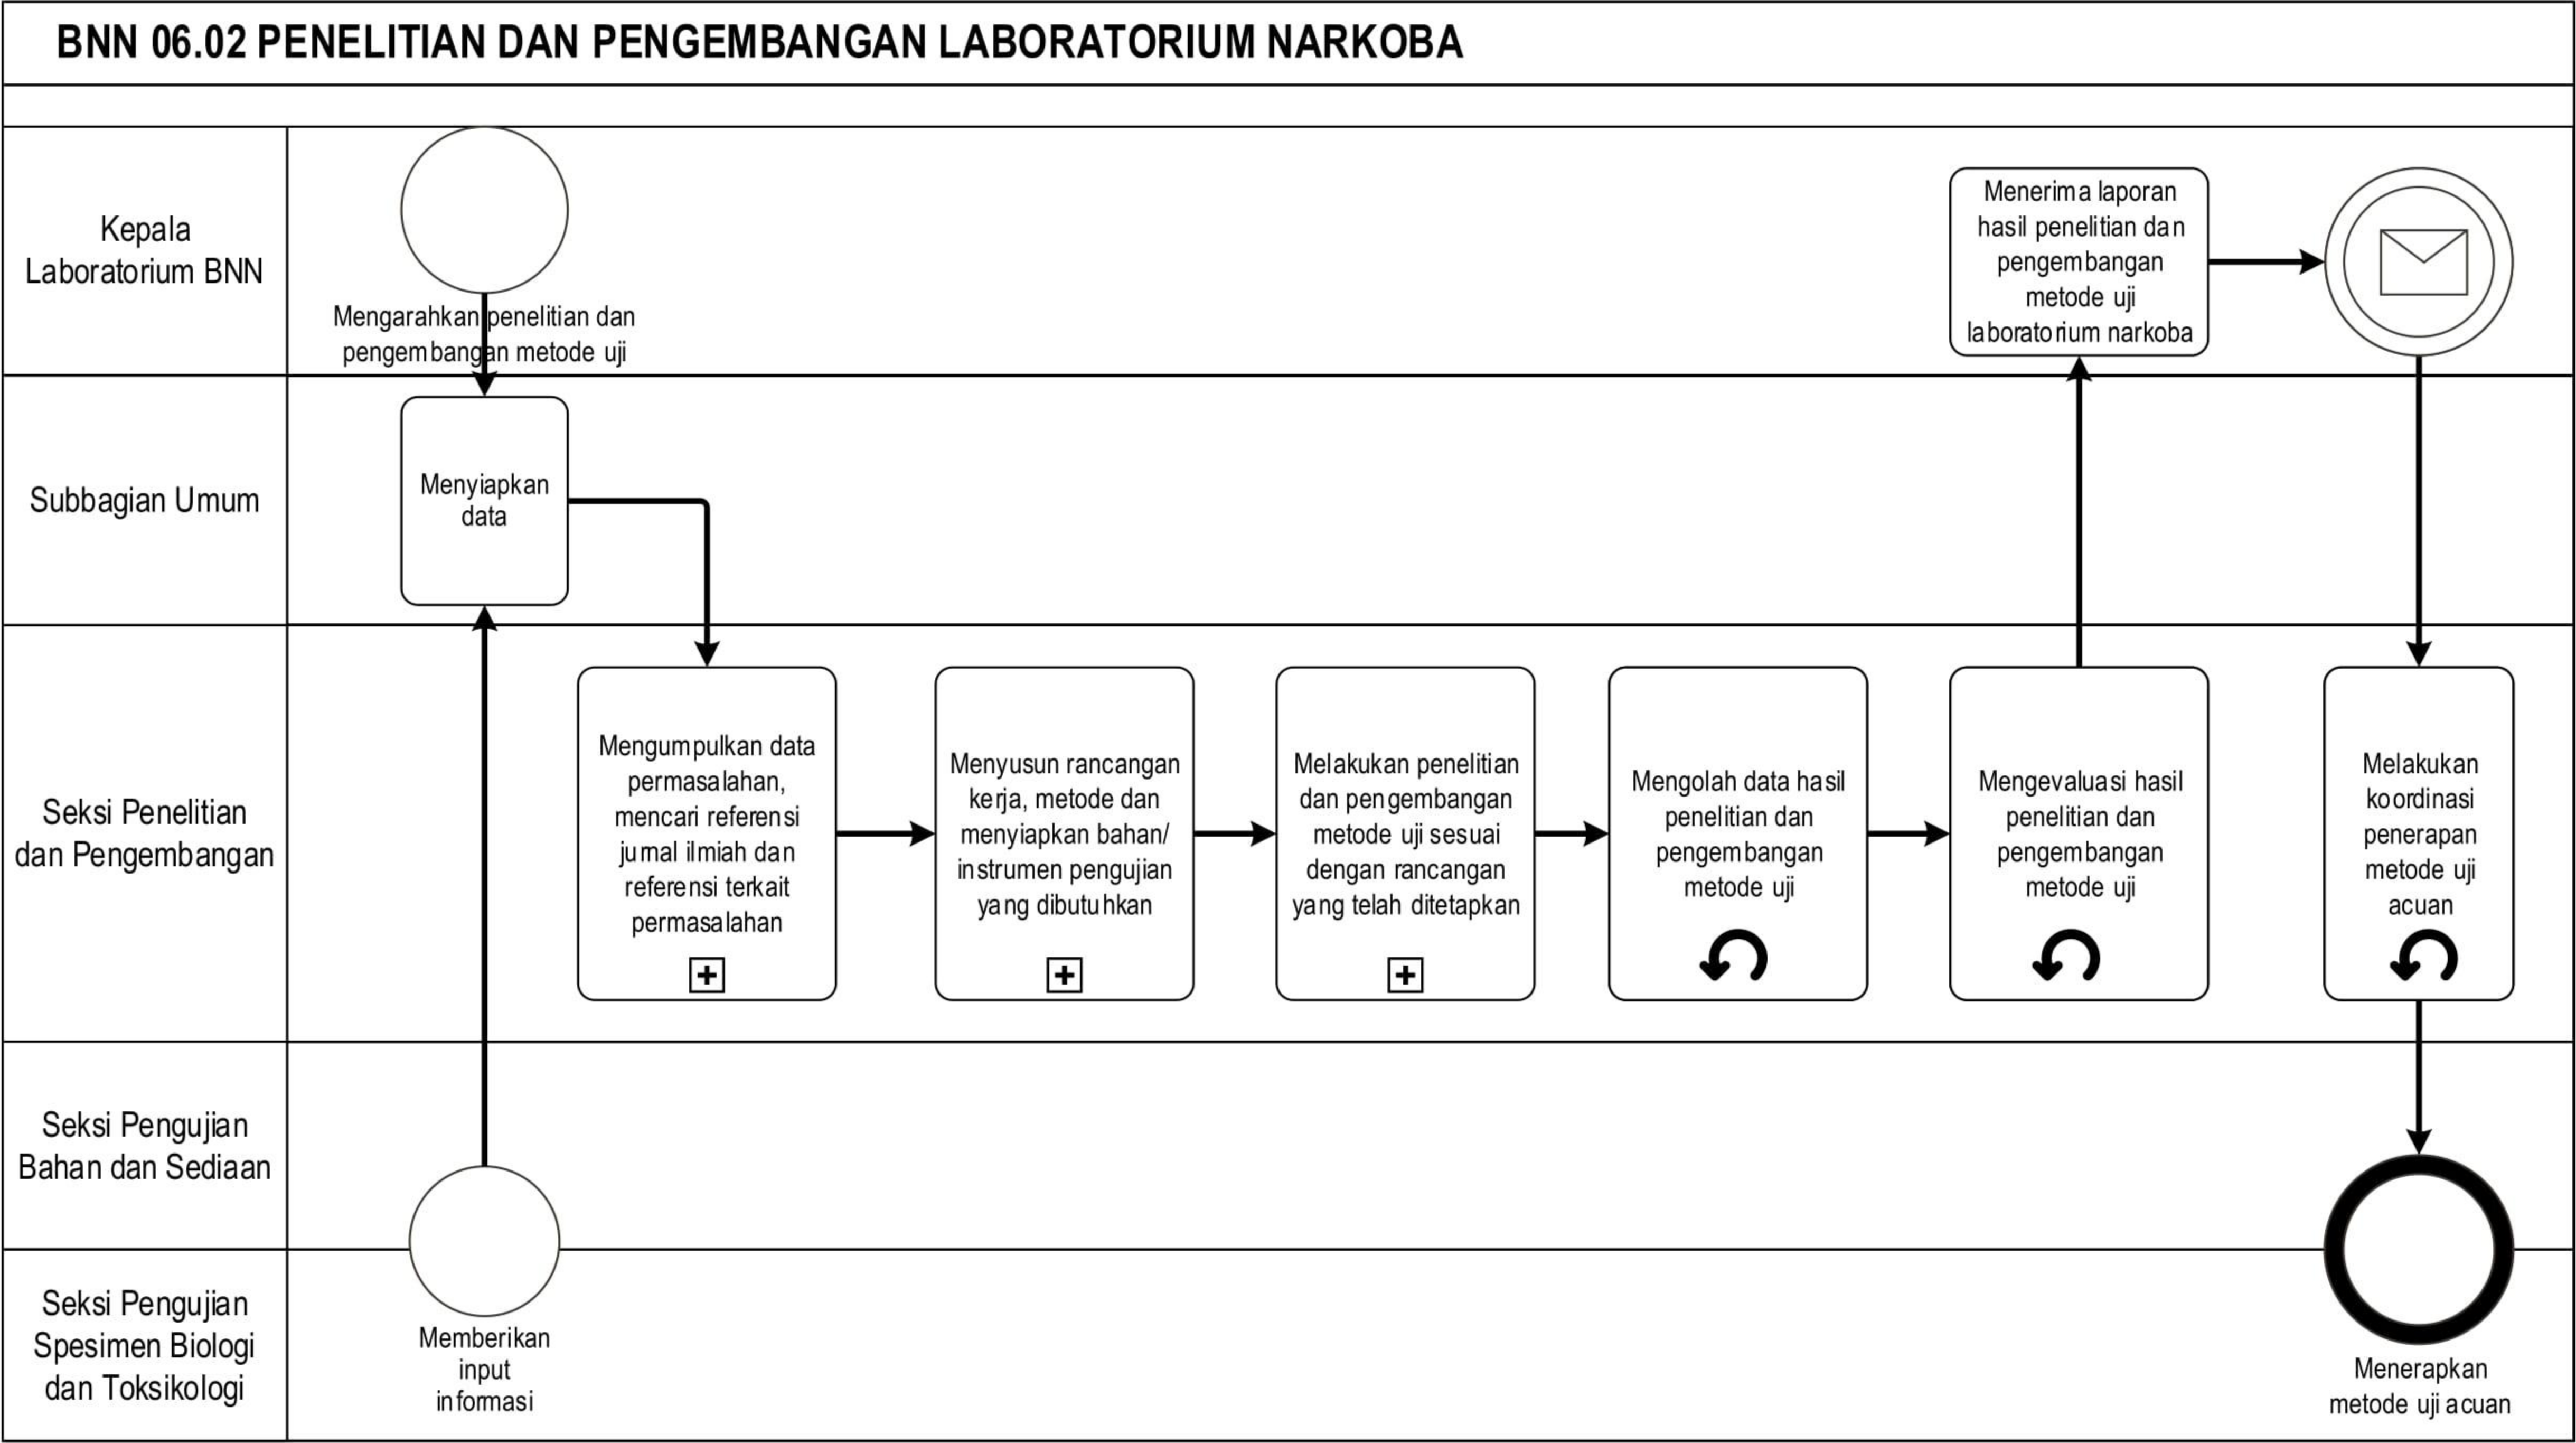 BNN 06.02 PENELITIAN DAN PENGEMBANGAN LABORATORIUM NARKOBA
Kepala
Laboratorium BNN
Mengarahkan penelitian dan
pengembangan metode uji
Menerima laporan
hasil penelitian dan
pengembangan
metode uji
laboratorium narkoba
Subbagian Umum
Menyiapkan
data
Seksi Penelitian
dan Pengembangan
Mengumpulkan data
permasalahan,
mencari referensi
jurnal ilmiah dan
referensi terkait
permasalahan
Menyusun rancangan
kerja, metode dan
menyiapkan bahan/
instrumen pengujian
yang dibutuhkan
Melakukan penelitian
dan pengembangan
metode uji sesuai
dengan rancangan
yang telah ditetapkan
Mengolah data hasil
penelitian dan
pengembangan
metode uji
Mengevaluasi hasil
penelitian dan
pengembangan
metode uji
Melakukan
koordinasi
penerapan
metode uji
acuan
Seksi Pengujian
Bahan dan Sediaan
Seksi Pengujian
Spesimen Biologi
dan Toksikologi
Memberikan
input
informasi
Menerapkan
metode uji acuan